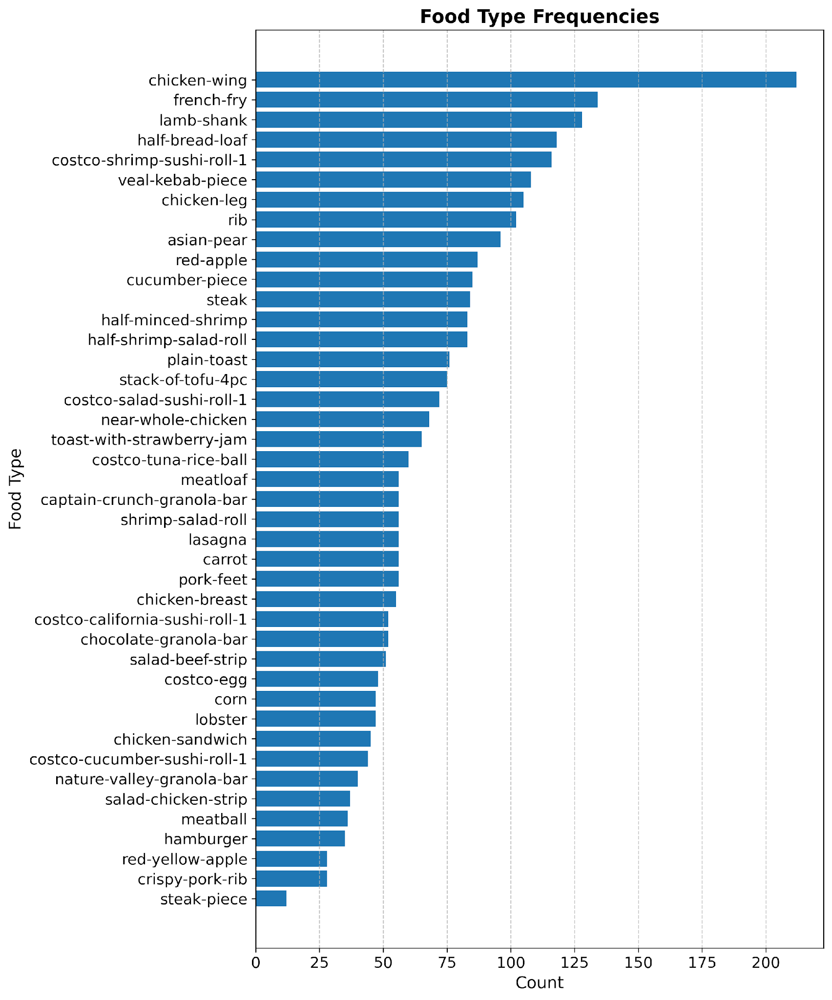 Food Type Frequencies
chicken-wing
french-fry
lamb-shank
half-bread-loaf
costco-shrimp-sushi-roll-1
veal-kebab-piece
chicken-leg
rib
asian-pear
red-apple
cucumber-piece
steak
half-minced-shrimp
half-shrimp-salad-roll
plain-toast
stack-of-tofu-4pc
costco-salad-sushi-roll-1
near-whole-chicken
toast-with-strawberry-jam
costco-tuna-rice-ball
meatloaf
captain-crunch-granola-bar
shrimp-salad-roll
lasagna
carrot
pork-feet
chicken-breast
costco-california-sushi-roll-1
chocolate-granola-bar
salad-beef-strip
costco-egg
corn
lobster
chicken-sandwich
costco-cucumber-sushi-roll-1
nature-valley-granola-bar
salad-chicken-strip
meatball
hamburger
red-yellow-apple
crispy-pork-rib
steak-piece
Food Type
0 25 50 75 100 125 150 175 200
Count